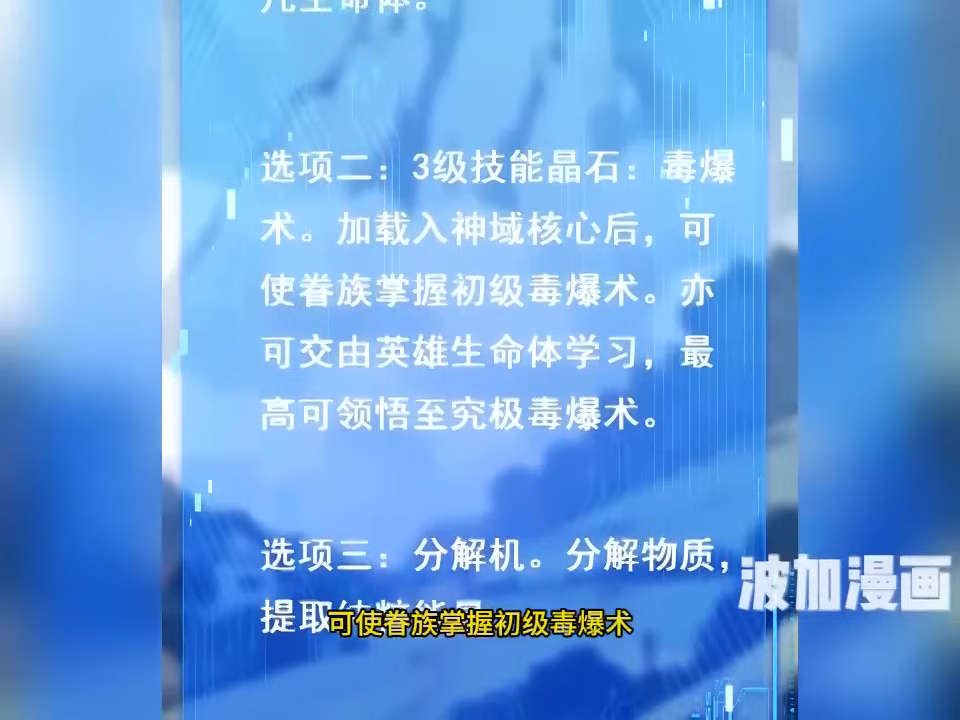 凡生命体。
选项二：3级技能晶石：毒爆
术。加载入神域核心后，可
使眷族掌握初级毒爆术。亦
可交由英雄生命体学习，最
高可领悟至究极毒爆术。
选项三：分解机。分解物质，
提取
可使眷族掌握初级毒爆术
波加漫画